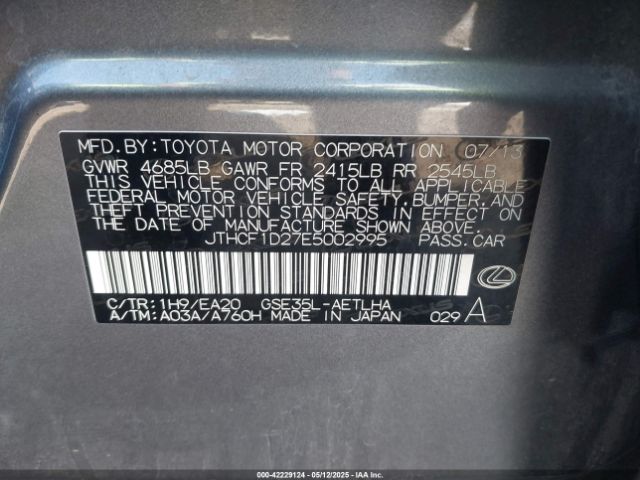 MFD.BY:TOYOTA MOTOR CORPORATION 07/13
GVWR 4685LB GAWR FR 2415LB RR 2545LB
THIS VEHICLE CONFORMS TO ALL APPLICABLE
FEDERAL MOTOR VEHICLE SAFETY,BUMPER,AND
THEFT PREVENTION STANDARDS IN EFFECT ON
THE DATE OF MANUFACTURE SHOWN ABOVE.
JTHCF1D27E5002995 PASS.CAR
C/TR:1H9/EA20 GSE35L-AETLHA
A/TM:A03A/A760H MADE IN JAPAN 029 A
000-42229124 - 05/12/2025 - IAAI, Inc.